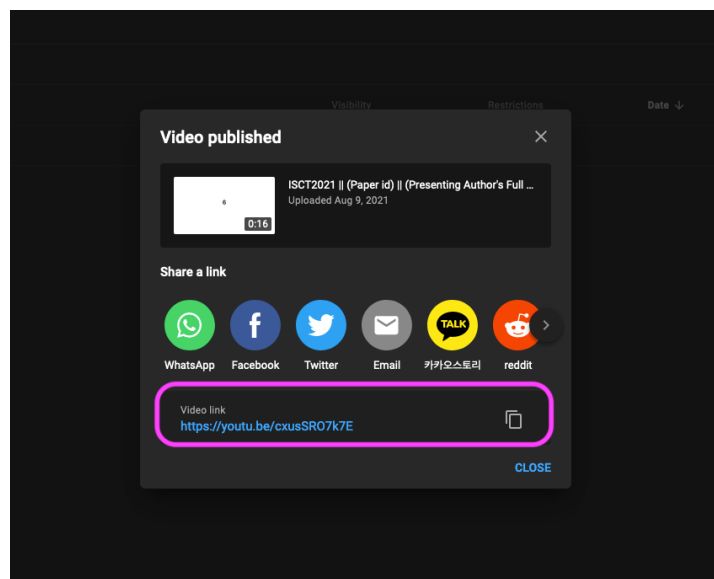 Visibility
Restrictions
Date
Video published
6
0:16
ISCT2021 || (Paper id) || (Presenting Author's Full ...
Uploaded Aug 9, 2021
Share a link
TALK
WhatsApp
Facebook
Twitter
Email
카카오스토리
reddit
Video link
https://youtu.be/cxusSRO7k7E
CLOSE